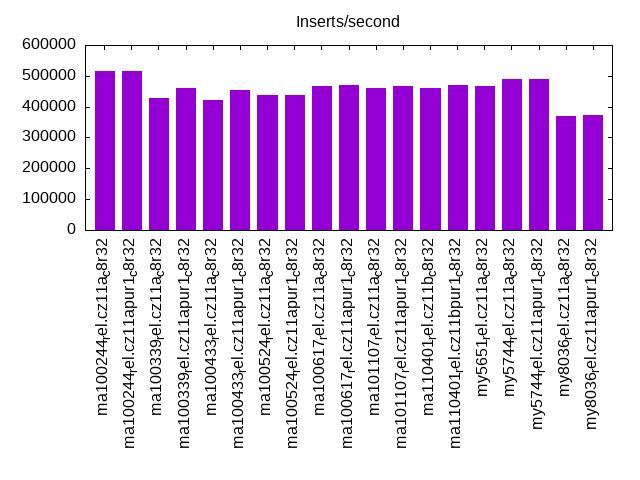 Inserts/second
600000
500000
400000
300000
200000
100000
0
ma100244_rel.cz11a_c8r32
ma100244_rel.cz11apur1_c8r32
ma100339_rel.cz11a_c8r32
ma100339_rel.cz11apur1_c8r32
ma100433_rel.cz11a_c8r32
ma100433_rel.cz11apur1_c8r32
ma100524_rel.cz11a_c8r32
ma100524_rel.cz11apur1_c8r32
ma100617_rel.cz11a_c8r32
ma100617_rel.cz11apur1_c8r32
ma101107_rel.cz11a_c8r32
ma101107_rel.cz11apur1_c8r32
ma110401_rel.cz11b_c8r32
ma110401_rel.cz11bpur1_c8r32
my5651_rel.cz11a_c8r32
my5744_rel.cz11a_c8r32
my5744_rel.cz11apur1_c8r32
my8036_rel.cz11a_c8r32
my8036_rel.cz11apur1_c8r32